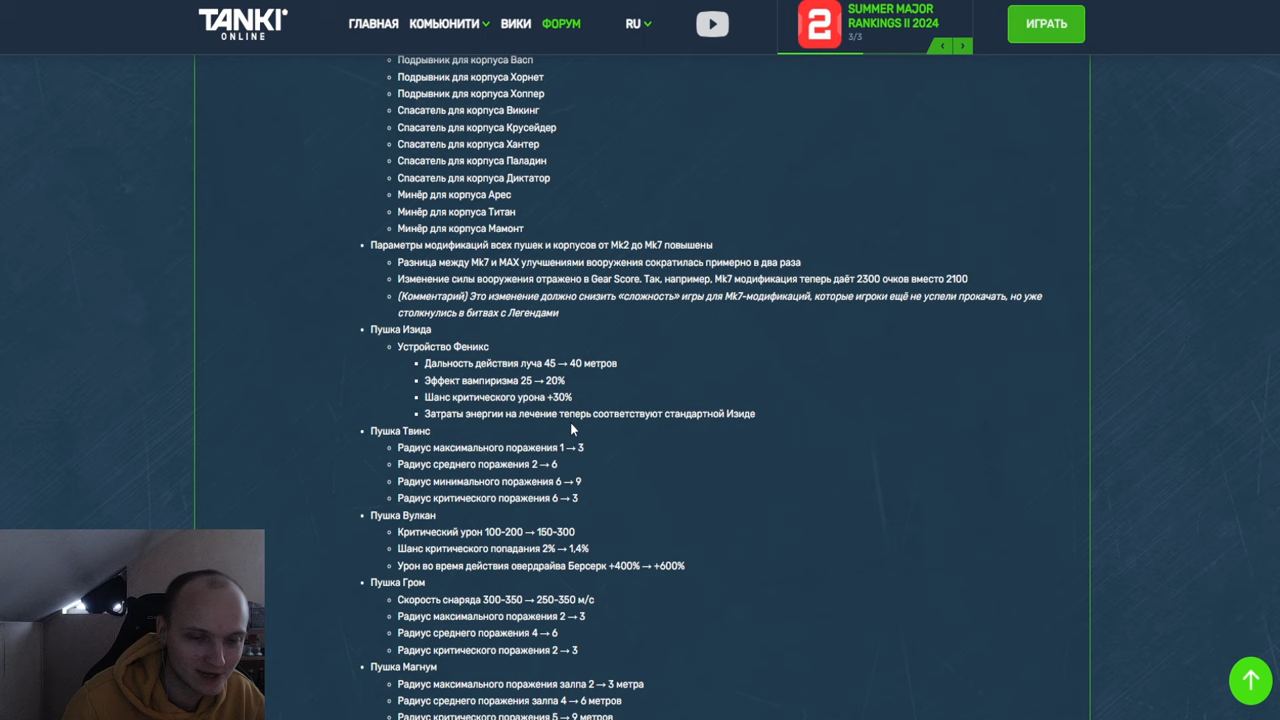 TANKI
ONLINE
ГЛАВНАЯ
КОМЬЮНИТИ
ВИКИ
ФОРУМ
RU
2
SUMMER MAJOR
RANKINGS II 2024
3/3
ИГРАТЬ
Подрывник для корпуса Васп
Подрывник для корпуса Хорнет
Подрывник для корпуса Хоппер
Спасатель для корпуса Викинг
Спасатель для корпуса Крусейдер
Спасатель для корпуса Хантер
Спасатель для корпуса Паладин
Спасатель для корпуса Диктатор
Минёр для корпуса Арес
Минёр для корпуса Титан
Минёр для корпуса Мамонт
Параметры модификаций всех пушек и корпусов от Mk2 до Mk7 повышены
Разница между Mk7 и MAX улучшениями вооружения сократилась примерно в два раза
Изменение силы вооружения отражено в Gear Score. Так, например, Mk7 модификация теперь даёт 2300 очков вместо 2100
(Комментарий) Это изменение должно снизить «сложность» игры для Mk7-модификаций, которые игроки ещё не успели прокачать, но уже
столкнулись в битвах с Легендами
Пушка Изида
Устройство Феникс
Дальность действия луча 45 → 40 метров
Эффект вампиризма 25 → 20%
Шанс критического урона +30%
Затраты энергии на лечение теперь соответствуют стандартной Изиде
Пушка Твинс
Радиус максимального поражения 1 → 3
Радиус среднего поражения 2 → 6
Радиус минимального поражения 6 → 9
Радиус критического поражения 6 → 3
Пушка Вулкан
Критический урон 100-200 → 150-300
Шанс критического попадания 2% → 1,4%
Урон во время действия овердрайва Берсерк +400% → +600%
Пушка Гром
Скорость снаряда 300-350 → 250-350 м/с
Радиус максимального поражения 2 → 3
Радиус среднего поражения 4 → 6
Радиус критического поражения 2 → 3
Пушка Магнум
Радиус максимального поражения залпа 2 → 3 метра
Радиус среднего поражения залпа 4 → 6 метров
Радиус критического поражения 5 → 9 метров